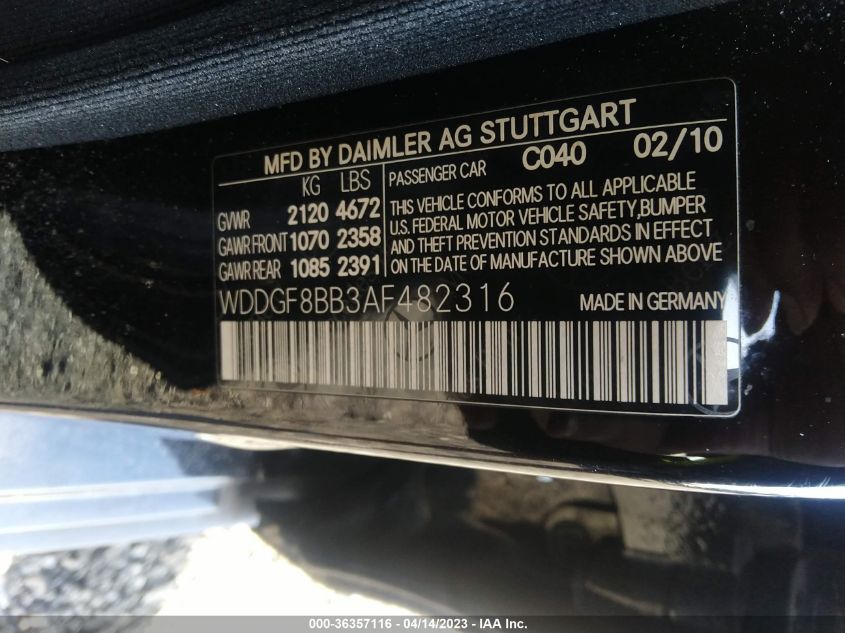 MFD BY DAIMLER AG STUTTGART
KG LBS
GVWR 2120 4672
GAWR FRONT 1070 2358
GAWR REAR 1085 2391
PASSENGER CAR C040 02/10
THIS VEHICLE CONFORMS TO ALL APPLICABLE
U.S. FEDERAL MOTOR VEHICLE SAFETY,BUMPER
AND THEFT PREVENTION STANDARDS IN EFFECT
ON THE DATE OF MANUFACTURE SHOWN ABOVE
WDDGF8BB3AF482316 MADE IN GERMANY
000-36357116 - 04/14/2023 - IAA Inc.